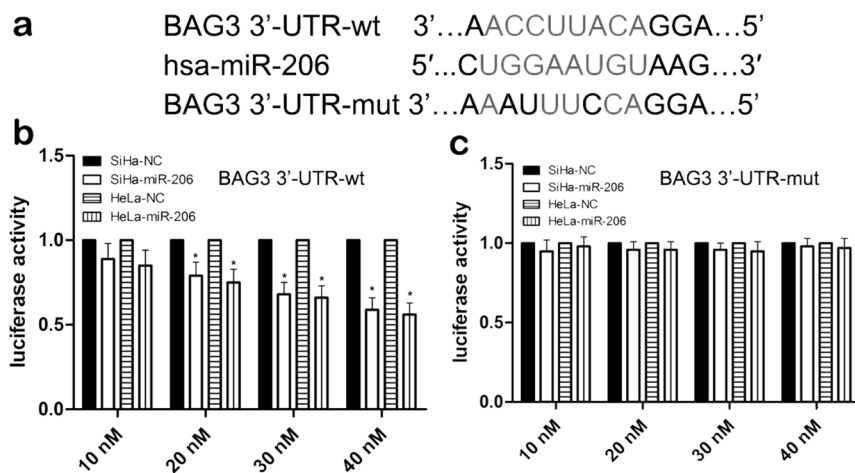 a
BAG3 3'-UTR-wt 3'...AACCUUACAGGA...5'
hsa-miR-206 5'...CUGGAAUGUAAG...3'
BAG3 3'-UTR-mut 3'...AAAUUUCCAGGA...5'
b
luciferase activity
1.5
1.0
0.5
0.0
SiHa-NC
SiHa-miR-206
HeLa-NC
HeLa-miR-206
BAG3 3'-UTR-wt
* *
* *
* *
10 nM
20 nM
30 nM
40 nM
c
luciferase activity
1.5
1.0
0.5
0.0
SiHa-NC
SiHa-miR-206
HeLa-NC
HeLa-miR-206
BAG3 3'-UTR-mut
10 nM
20 nM
30 nM
40 nM